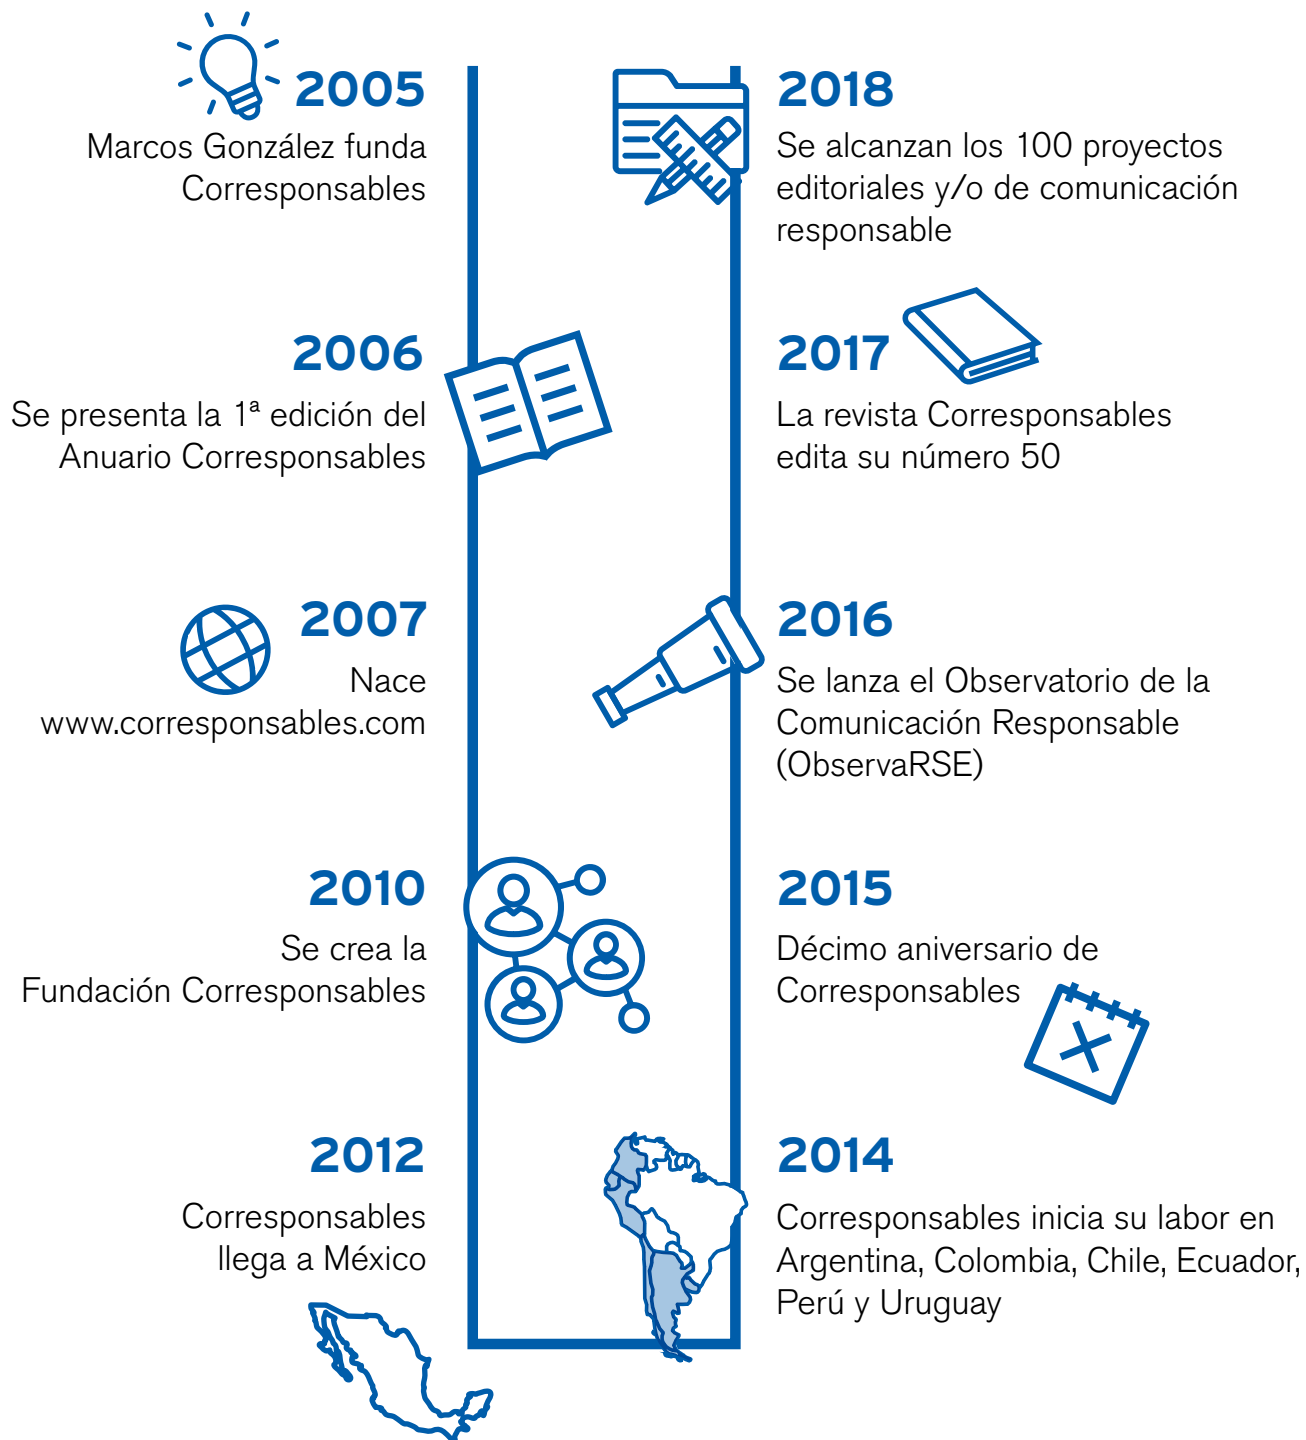 2005
Marcos González funda
Corresponsables
2006
Se presenta la 1ª edición del
Anuario Corresponsables
2007
Nace
www.corresponsables.com
2010
Se crea la
Fundación Corresponsables
2012
Corresponsables
llega a México
2014
Corresponsables inicia su labor en
Argentina, Colombia, Chile, Ecuador,
Perú y Uruguay
2015
Décimo aniversario de
Corresponsables
2016
Se lanza el Observatorio de la
Comunicación Responsable
(ObservaRSE)
2017
La revista Corresponsables
edita su número 50
2018
Se alcanzan los 100 proyectos
editoriales y/o de comunicación
responsable